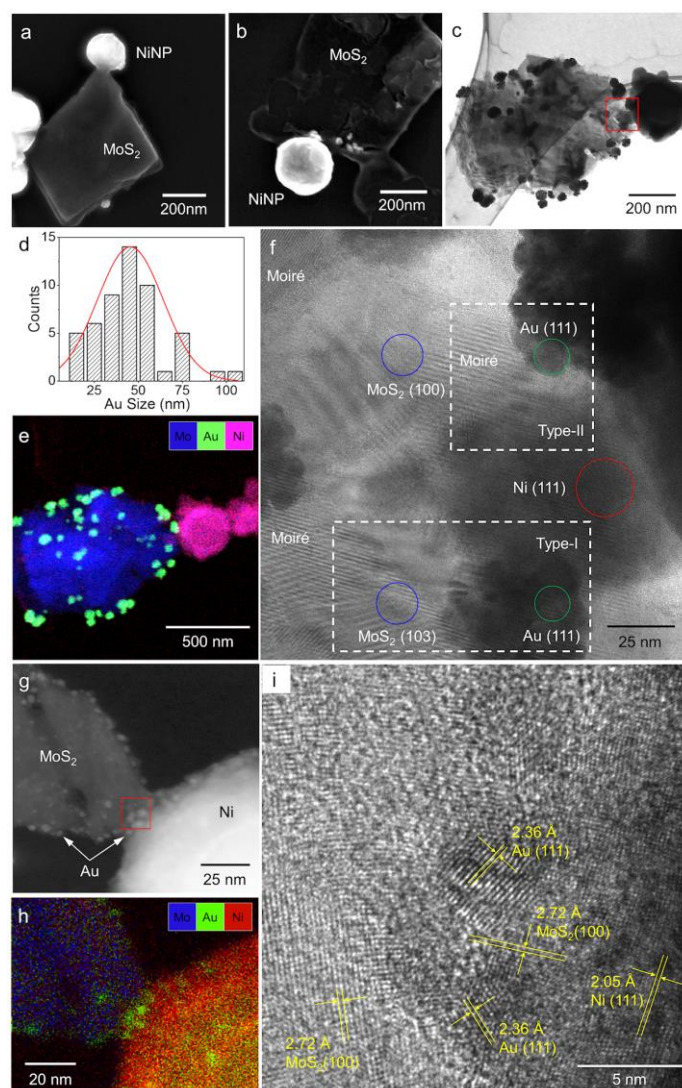 a
NiNP
MoS2
200nm
b
MoS2
NiNP
200nm
c
200 nm
d
Counts
15
10
5
0
25
50
75
100
Au Size (nm)
e
Mo Au Ni
500 nm
f
Moiré
Au (111)
Moiré
MoS2 (100)
Type-II
Ni (111)
Moiré
Type-I
MoS2 (103)
Au (111)
25 nm
g
MoS2
Ni
Au
25 nm
h
Mo Au Ni
20 nm
i
2.36 Å
Au (111)
2.72 Å
MoS2(100)
2.05 Å
Ni (111)
2.36 Å
Au (111)
2.72 Å
MoS2(100)
5 nm